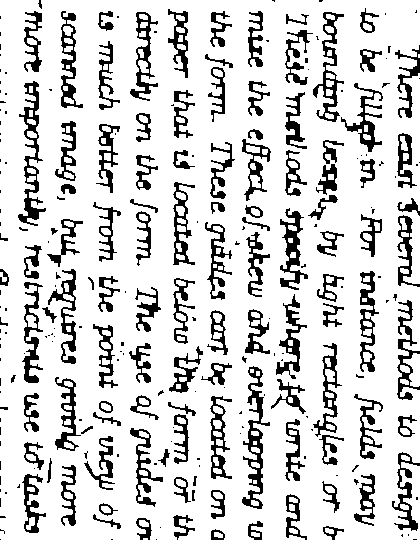 There exist several methods to design
to be filled in. For instance, fields may
bounding boxes, by light rectangles or b
These methods specify where to write and
mize the effect of skew and overlapping w
the form. These guides can be located on a
paper that is located below the form or th
directly on the form. The use of guides on
is much better from the point of view of
scanned image, but requires giving more
more importantly, restricts its use to tasks